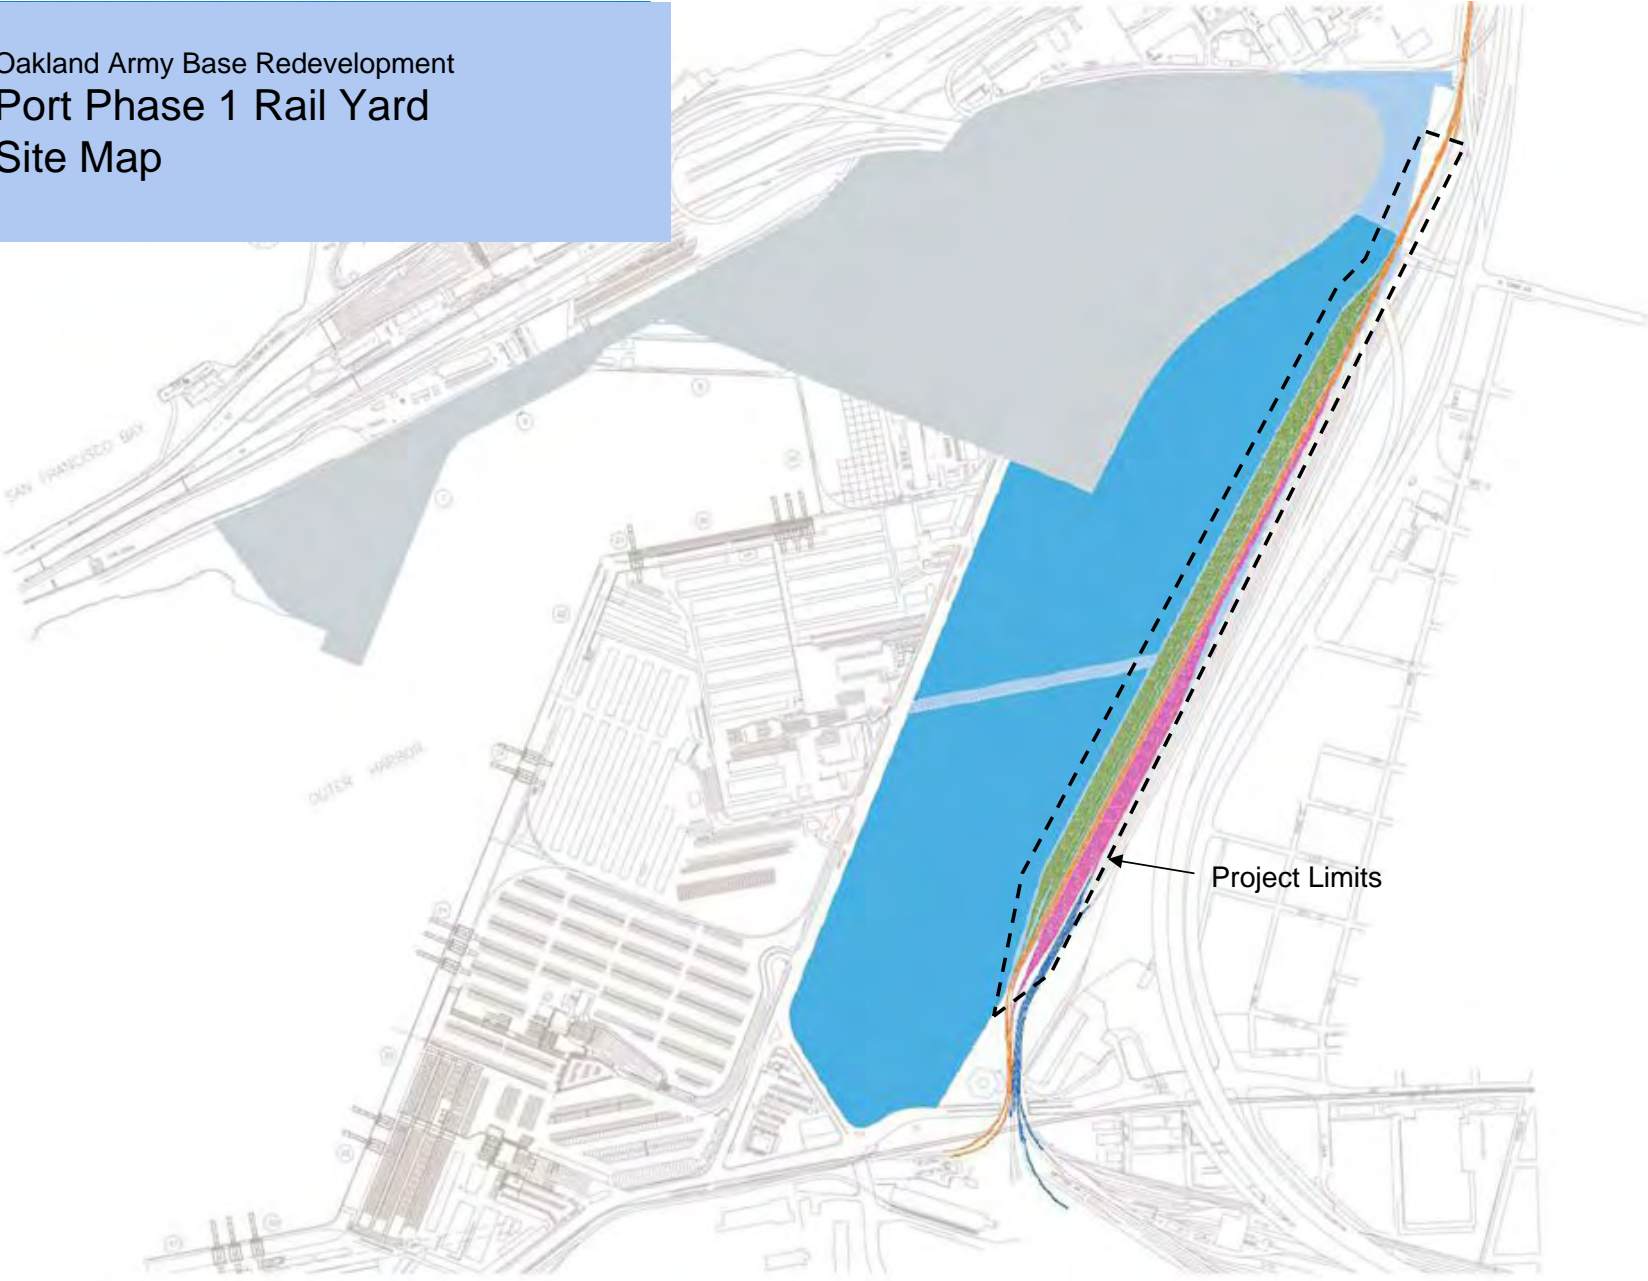 Oakland Army Base Redevelopment
Port Phase 1 Rail Yard
Site Map
SAN FRANCISCO BAY
OUTER HARBOR
Project Limits